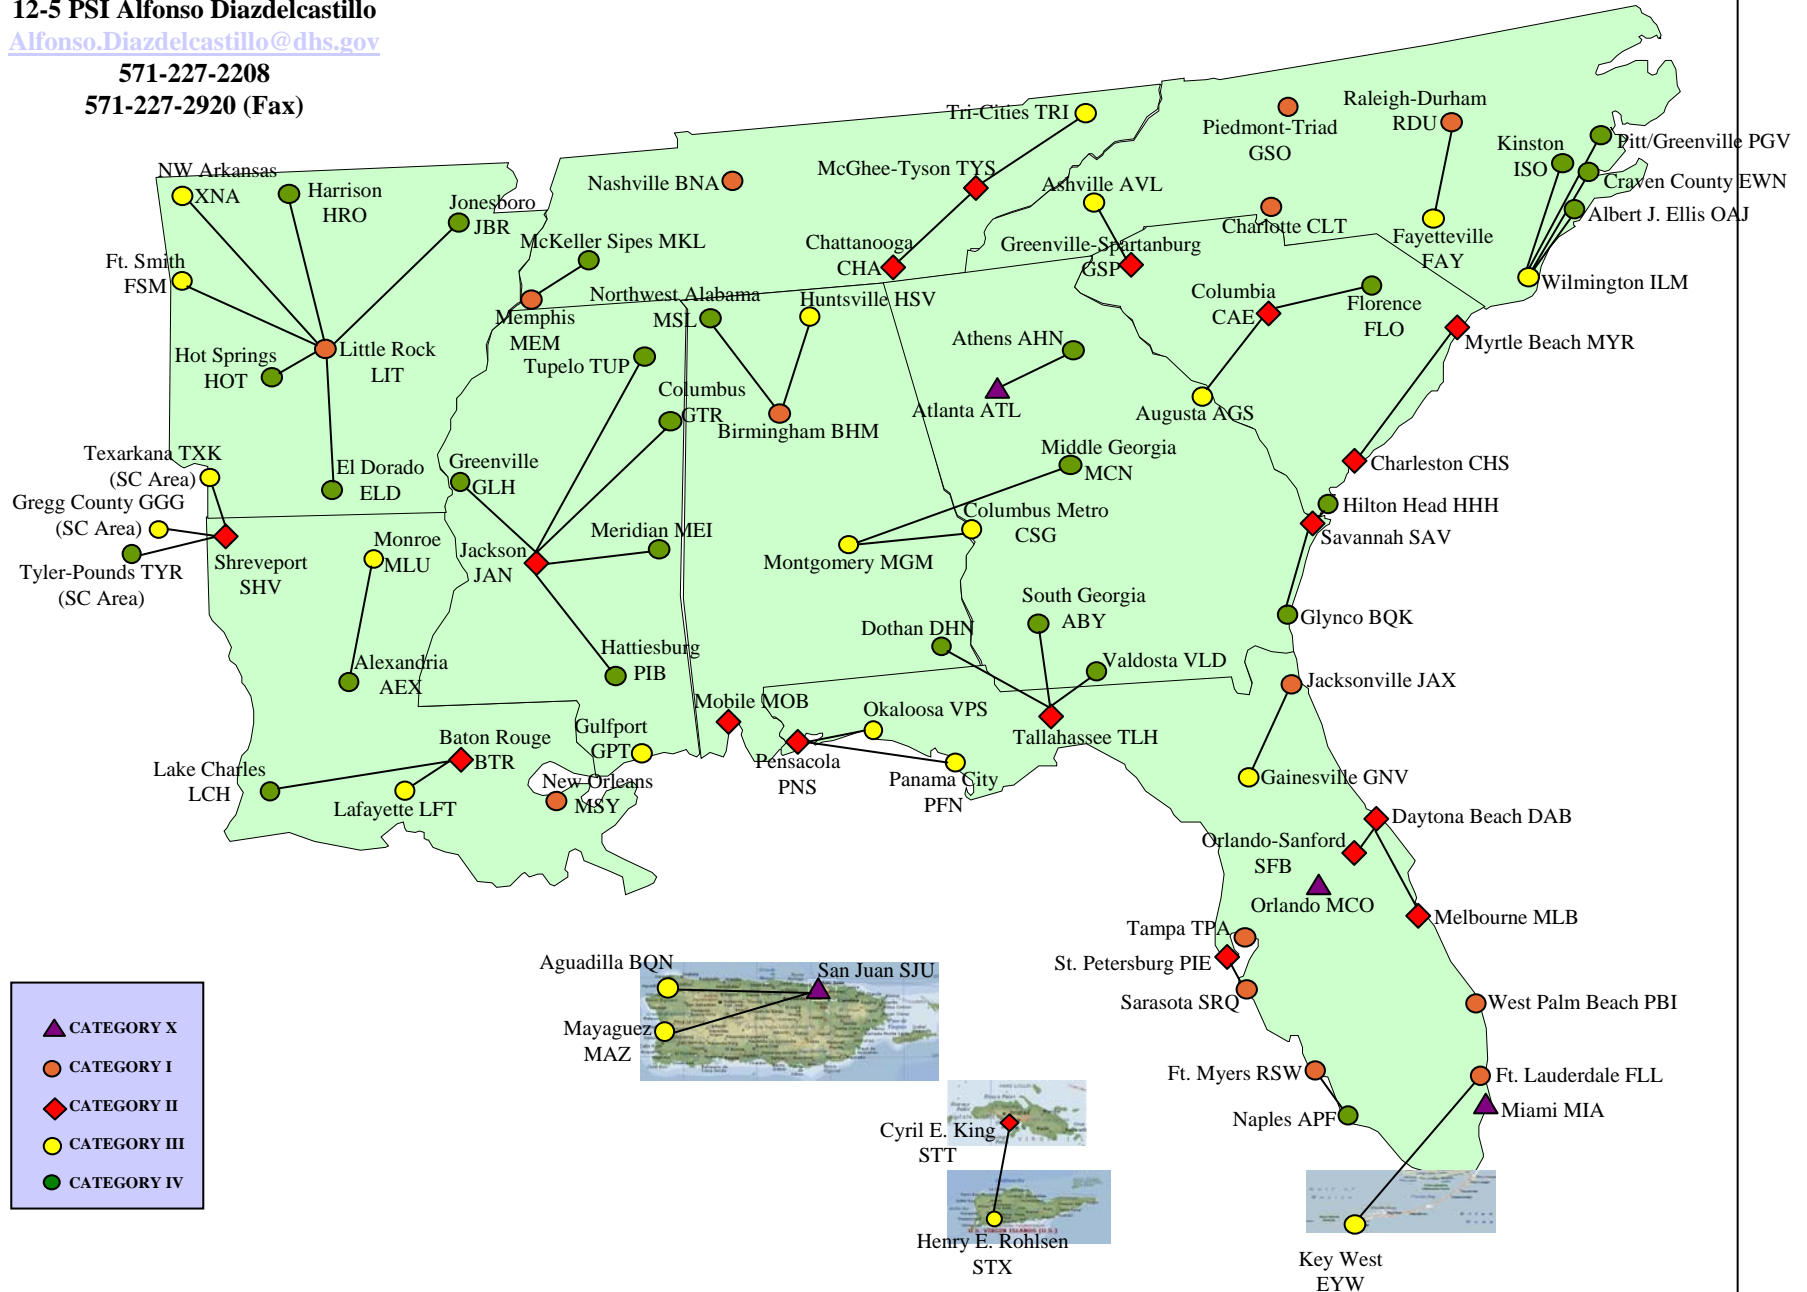 12-5 PSI Alfonso Diazdelcastillo
Alfonso.Diazdelcastillo@dhs.gov
571-227-2208
571-227-2920 (Fax)
Tri-Cities TRI
Piedmont-Triad
GSO
Raleigh-Durham
RDU
Kinston
ISO
Pitt/Greenville PGV
Craven County EWN
Albert J. Ellis OAJ
Wilmington ILM
NW Arkansas
XNA
Harrison
HRO
Jonesboro
JBR
Nashville BNA
McGhee-Tyson TYS
Ashville AVL
Charlotte CLT
Fayetteville
FAY
McKeller Sipes MKL
Chattanooga
CHA
Greenville-Spartanburg
GSP
Ft. Smith
FSM
Northwest Alabama
MSL
Huntsville HSV
Columbia
CAE
Florence
FLO
Memphis
MEM
Myrtle Beach MYR
Hot Springs
HOT
Little Rock
LIT
Tupelo TUP
Athens AHN
Atlanta ATL
Augusta AGS
Columbus
GTR
Birmingham BHM
Texarkana TXK
(SC Area)
El Dorado
ELD
Greenville
GLH
Middle Georgia
MCN
Charleston CHS
Gregg County GGG
(SC Area)
Columbus Metro
CSG
Hilton Head HHH
Savannah SAV
Tyler-Pounds TYR
(SC Area)
Shreveport
SHV
Monroe
MLU
Jackson
JAN
Meridian MEI
Montgomery MGM
South Georgia
ABY
Glynco BQK
Dothan DHN
Alexandria
AEX
Hattiesburg
PIB
Valdosta VLD
Jacksonville JAX
Mobile MOB
Okaloosa VPS
Tallahassee TLH
Gulfport
GPT
Baton Rouge
BTR
Pensacola
PNS
Panama City
PFN
Gainesville GNV
Lake Charles
LCH
Lafayette LFT
New Orleans
MSY
Daytona Beach DAB
Orlando-Sanford
SFB
Orlando MCO
Melbourne MLB
Tampa TPA
St. Petersburg PIE
Sarasota SRQ
West Palm Beach PBI
Aguadilla BQN
San Juan SJU
Mayaguez
MAZ
Ft. Myers RSW
Ft. Lauderdale FLL
Naples APF
Miami MIA
Cyril E. King
STT
Henry E. Rohlsen
STX
Key West
EYW
CATEGORY X
CATEGORY I
CATEGORY II
CATEGORY III
CATEGORY IV